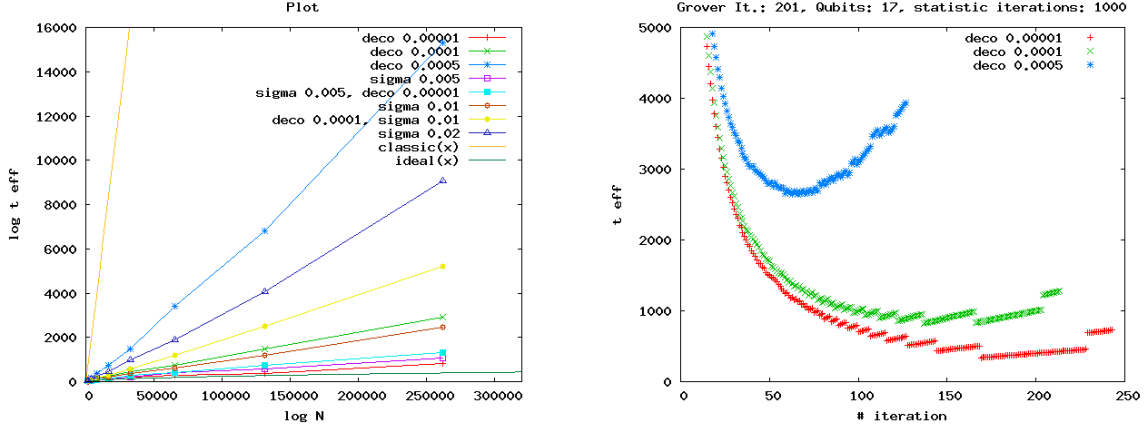 Plot
16000
14000
12000
10000
8000
6000
4000
2000
0
log t eff
0 50000 100000 150000 200000 250000 300000
log N
deco 0.00001
deco 0.0001
deco 0.0005
sigma 0.005
sigma 0.005, deco 0.00001
sigma 0.01
deco 0.0001, sigma 0.01
sigma 0.02
classic(x)
ideal(x)
Grover It.: 201, Qubits: 17, statistic iterations: 1000
5000
4000
3000
2000
1000
0
t eff
0 50 100 150 200 250
# iteration
deco 0.00001
deco 0.0001
deco 0.0005